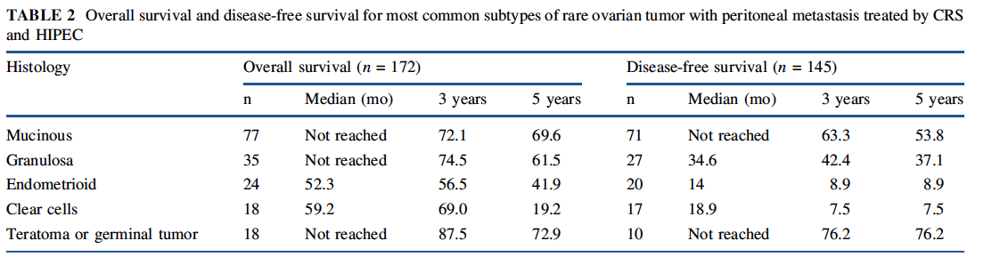 TABLE 2 Overall survival and disease-free survival for most common subtypes of rare ovarian tumor with peritoneal metastasis treated by CRS
and HIPEC
Histology Overall survival (n = 172) Disease-free survival (n = 145)
n Median (mo) 3 years 5 years n Median (mo) 3 years 5 years
Mucinous 77 Not reached 72.1 69.6 71 Not reached 63.3 53.8
Granulosa 35 Not reached 74.5 61.5 27 34.6 42.4 37.1
Endometrioid 24 52.3 56.5 41.9 20 14 8.9 8.9
Clear cells 18 59.2 69.0 19.2 17 18.9 7.5 7.5
Teratoma or germinal tumor 18 Not reached 87.5 72.9 10 Not reached 76.2 76.2